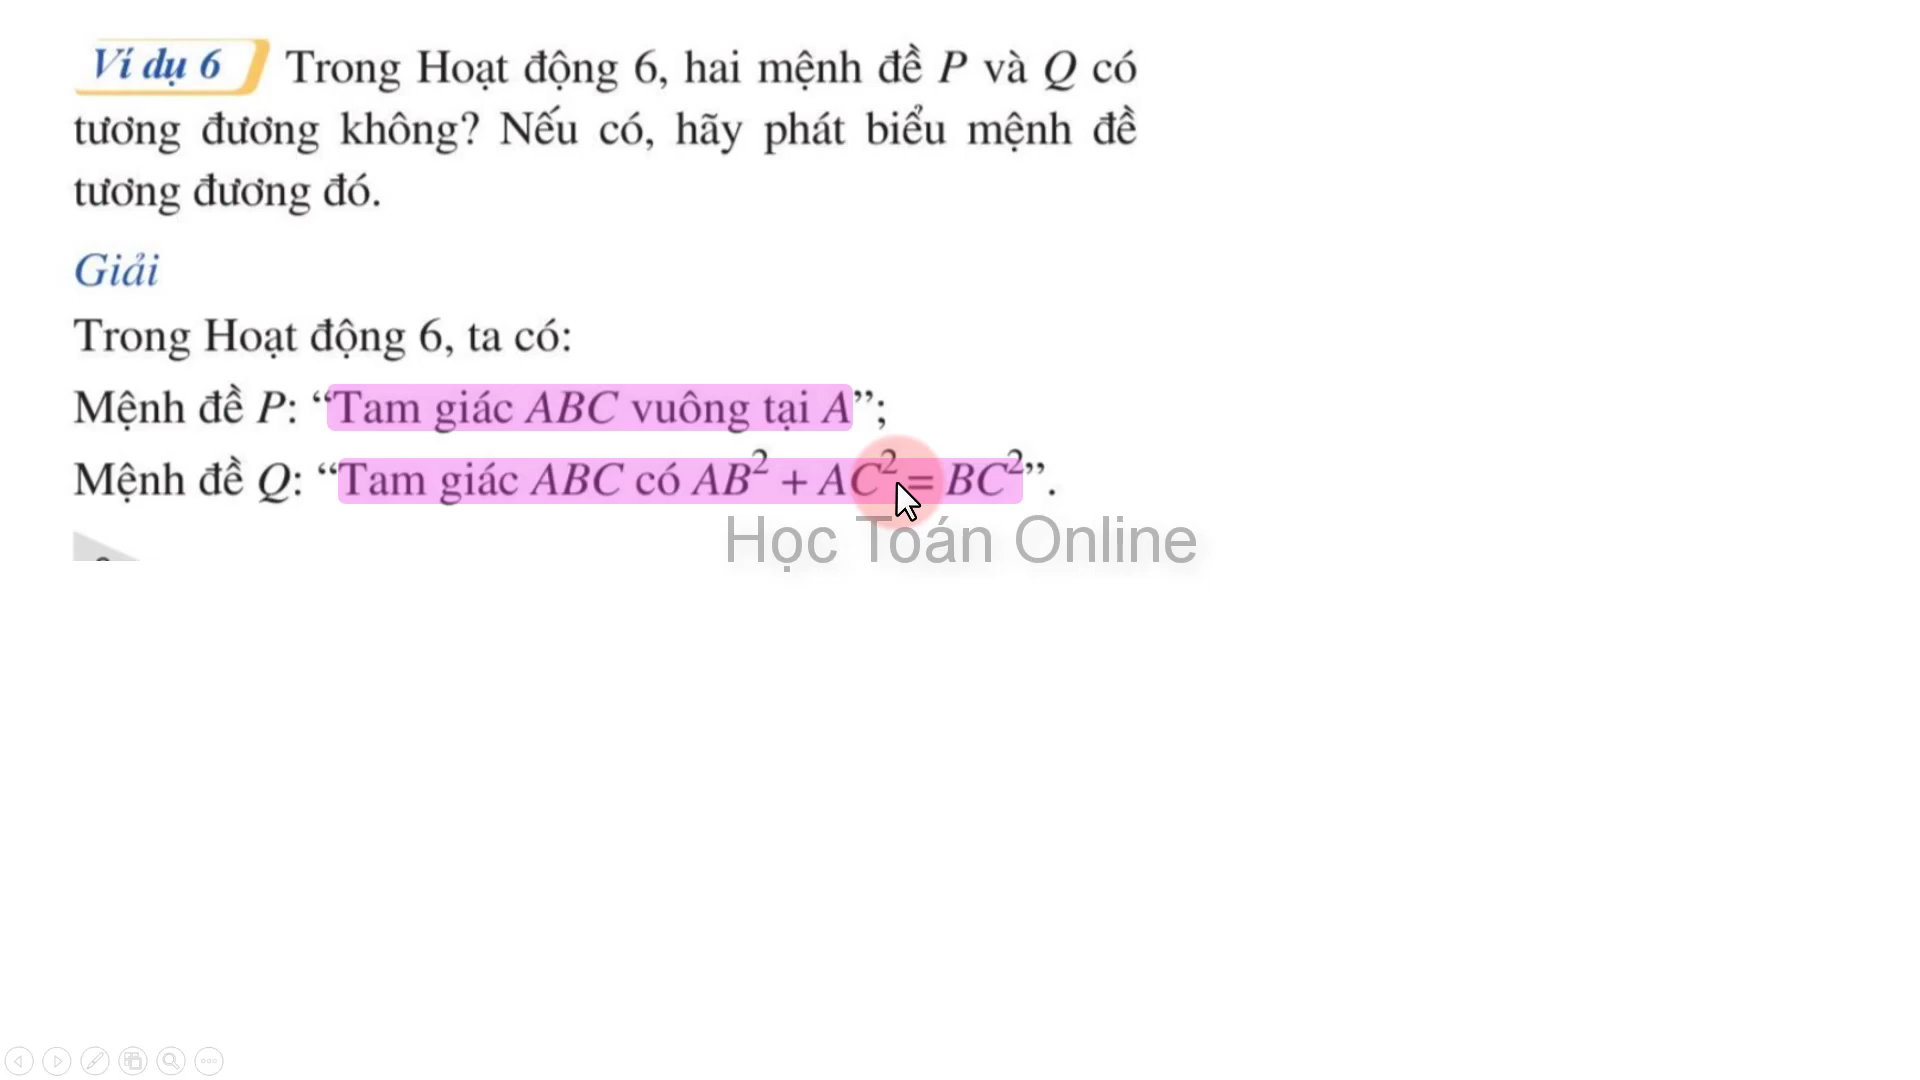 Ví dụ 6 Trong Hoạt động 6, hai mệnh đề P và Q có
tương đương không? Nếu có, hãy phát biểu mệnh đề
tương đương đó.
Giải
Trong Hoạt động 6, ta có:
Mệnh đề P: “Tam giác ABC vuông tại A”;
Mệnh đề Q: “Tam giác ABC có AB² + AC² = BC²”.
Học Toán Online